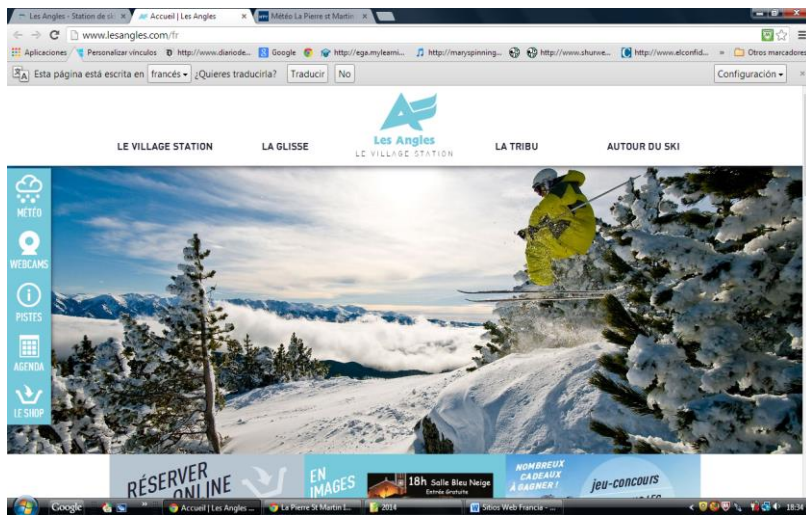 Les Angles - Station de ski
Accueil | Les Angles
Météo La Pierre st Martin
www.lesangles.com/fr
Aplicaciones
Personalizar vínculos
http://www.diariode...
Google
http://ega.mylearni...
http://maryspinning...
http://www.shurwe...
http://www.elconfid...
»
Otros marcadores
Esta página está escrita en
francés
¿Quieres traducirla?
Traducir
No
Configuración
LE VILLAGE STATION
LA GLISSE
Les Angles
LE VILLAGE STATION
LA TRIBU
AUTOUR DU SKI
MÉTÉO
WEBCAMS
PISTES
AGENDA
LE SHOP
RÉSERVER
ONLINE
EN
IMAGES
18h Salle Bleu Neige
Entrée Gratuite
NOMBREUX
CADEAUX
À GAGNER !
jeu-concours
Google
»
Accueil | Les Angles ...
La Pierre St Martin l...
2014
Sitios Web Francia - ...
18:34